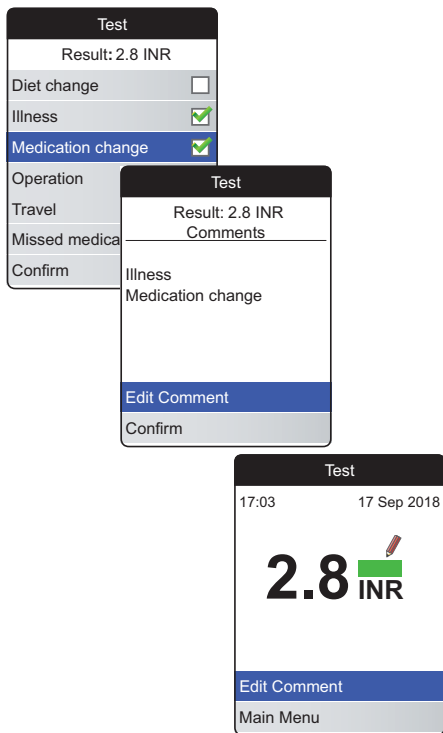 Test
Result: 2.8 INR
Diet change
Illness
Medication change
Operation
Travel
Missed medica
Confirm
Test
Result: 2.8 INR
Comments
Illness
Medication change
Edit Comment
Confirm
Test
17:03 17 Sep 2018
2.8 INR
Edit Comment
Main Menu